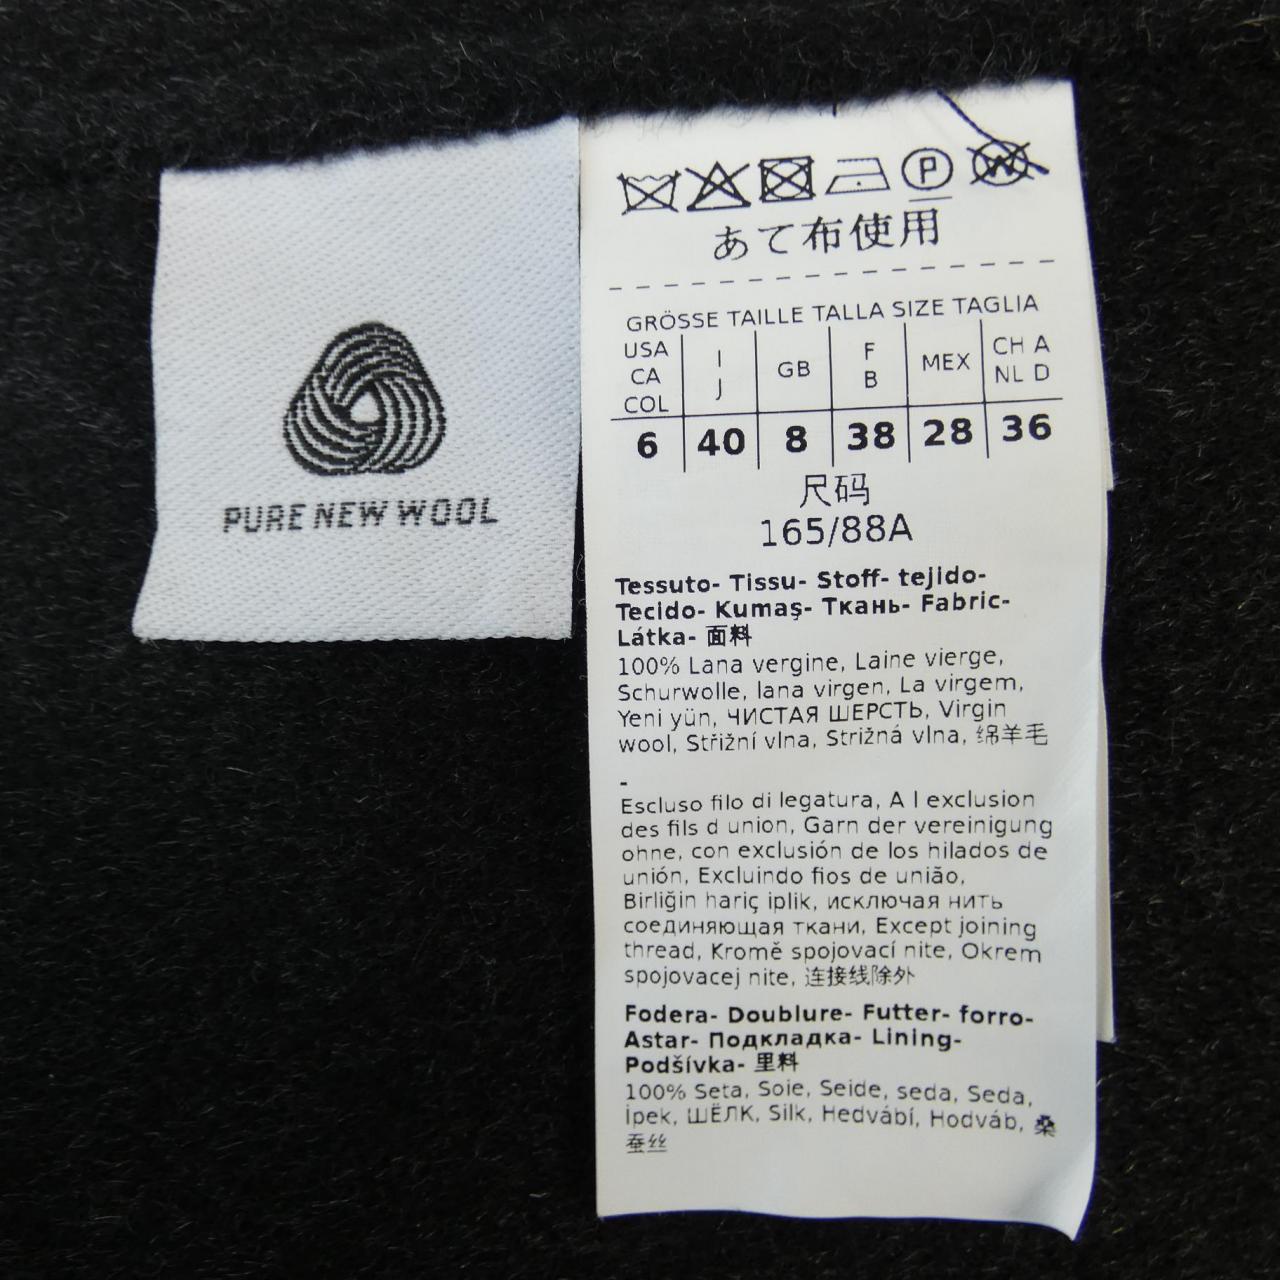 PURE NEW WOOL
P
W
あて布使用
GRÖSSE TAILLE TALLA SIZE TAGLIA
USA CA COL
I J
GB
F B
MEX
CH A NL D
6 40 8 38 28 36
尺码
165/88A
Tessuto- Tissu- Stoff- tejido-
Tecido- Kumaş- Ткань- Fabric-
Látka- 面料
100% Lana vergine, Laine vierge,
Schurwolle, lana virgen, La virgem,
Yeni yün, ЧИСТАЯ ШЕРСТЬ, Virgin
wool, Střižní vlna, Strižná vlna, 绵羊毛
-
Escluso filo di legatura, A l exclusion
des fils d union, Garn der vereinigung
ohne, con exclusión de los hilados de
unión, Excluindo fios de união,
Birliğin hariç iplik, исключая нить
соединяющая ткани, Except joining
thread, Kromě spojovací nite, Okrem
spojovacej nite, 连接线除外
Fodera- Doublure- Futter- forro-
Astar- Подкладка- Lining-
Podšívka- 里料
100% Seta, Soie, Seide, seda, Seda,
İpek, ШЁЛК, Silk, Hedvábí, Hodváb, 桑
蚕丝